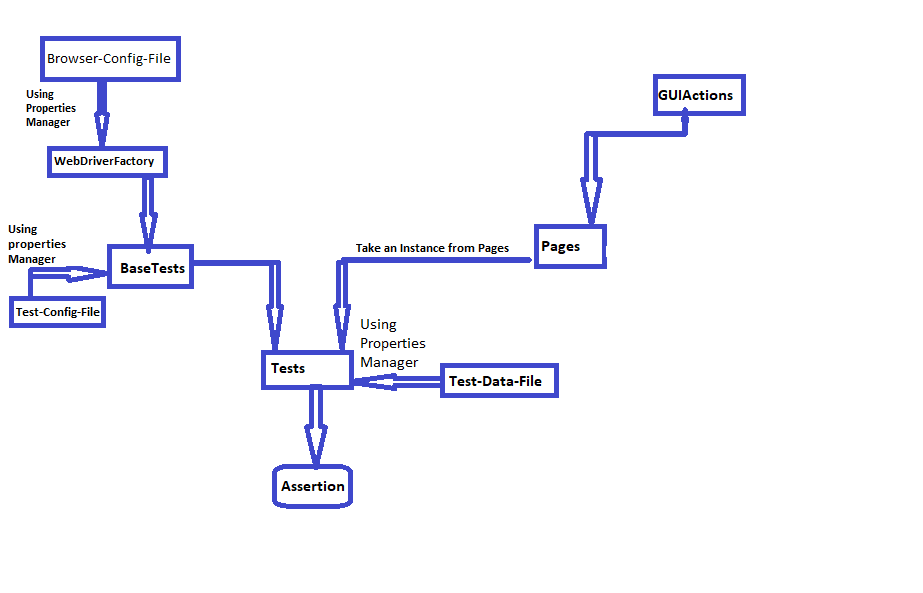 Browser-Config-File
Using
Properties
Manager
GUIActions
WebDriverFactory
Using
properties
Manager
BaseTests
Test-Config-File
Take an Instance from Pages
Pages
Using
Properties
Manager
Tests
Test-Data-File
Assertion